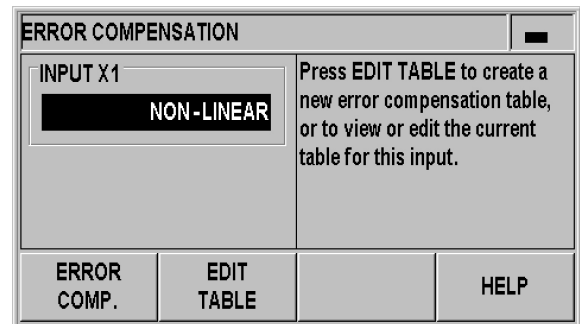 ERROR COMPENSATION
INPUT X1
NON-LINEAR
Press EDIT TABLE to create a
new error compensation table,
or to view or edit the current
table for this input.
ERROR
COMP.
EDIT
TABLE
HELP